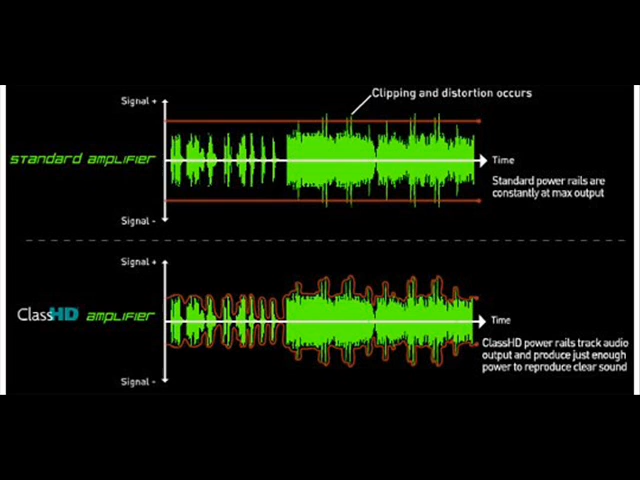 Clipping and distortion occurs
Signal +
STANDARD AMPLIFIER
Time
Standard power rails are
constantly at max output
Signal -
Signal +
ClassHD AMPLIFIER
Time
ClassHD power rails track audio
output and produce just enough
power to reproduce clear sound
Signal -